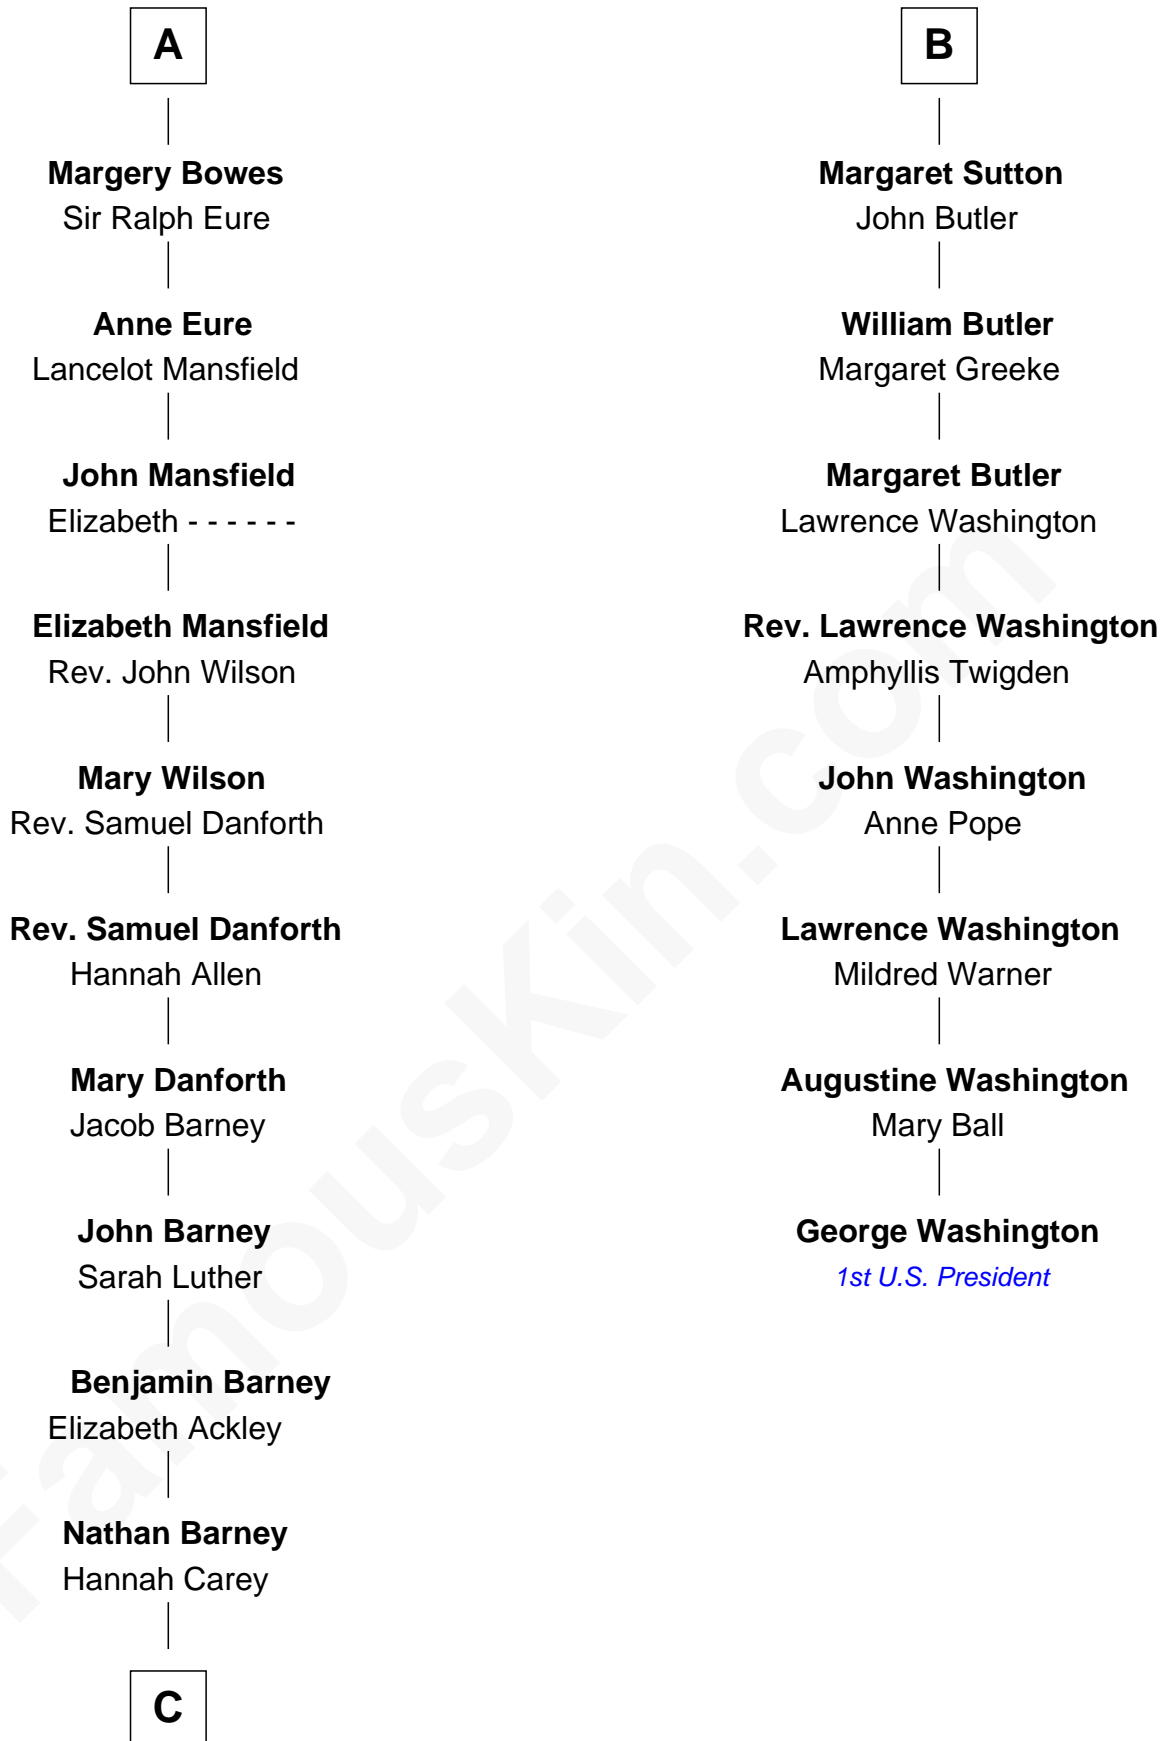 A
Margery Bowes
Sir Ralph Eure
Anne Eure
Lancelot Mansfield
John Mansfield
Elizabeth - - - - - -
Elizabeth Mansfield
Rev. John Wilson
Mary Wilson
Rev. Samuel Danforth
Rev. Samuel Danforth
Hannah Allen
Mary Danforth
Jacob Barney
John Barney
Sarah Luther
Benjamin Barney
Elizabeth Ackley
Nathan Barney
Hannah Carey
C
B
Margaret Sutton
John Butler
William Butler
Margaret Greeke
Margaret Butler
Lawrence Washington
Rev. Lawrence Washington
Amphyllis Twigden
John Washington
Anne Pope
Lawrence Washington
Mildred Warner
Augustine Washington
Mary Ball
George Washington
1st U.S. President
FamousKin.com